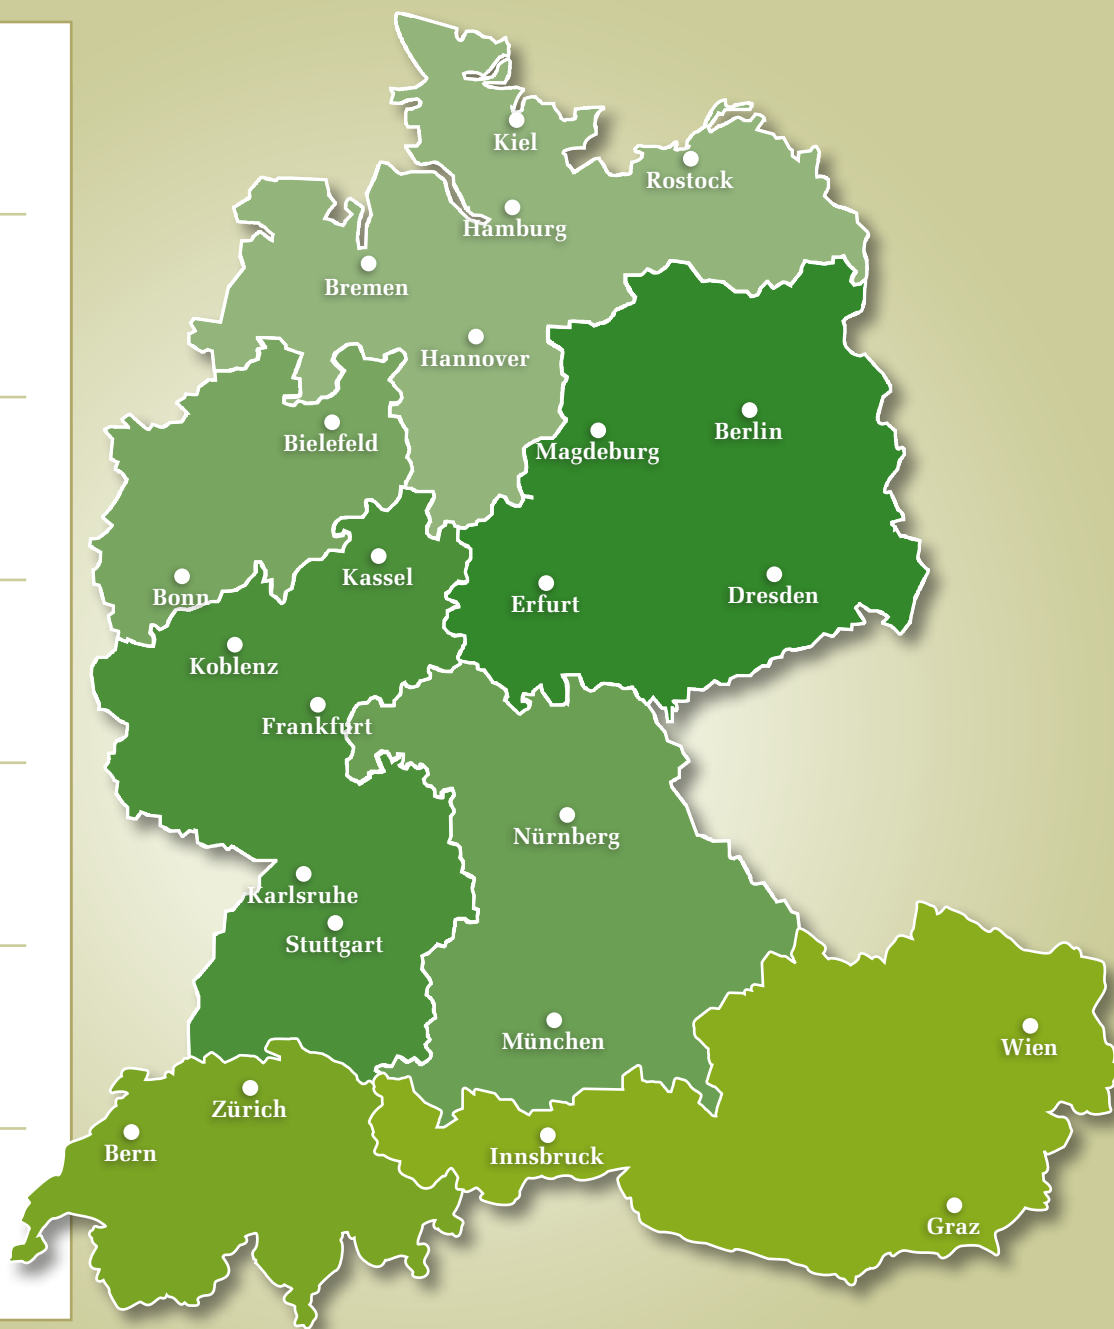 Kiel
Rostock
Hamburg
Bremen
Hannover
Bielefeld
Magdeburg
Berlin
Kassel
Bonn
Erfurt
Dresden
Koblenz
Frankfurt
Nürnberg
Karlsruhe
Stuttgart
München
Wien
Zürich
Bern
Innsbruck
Graz